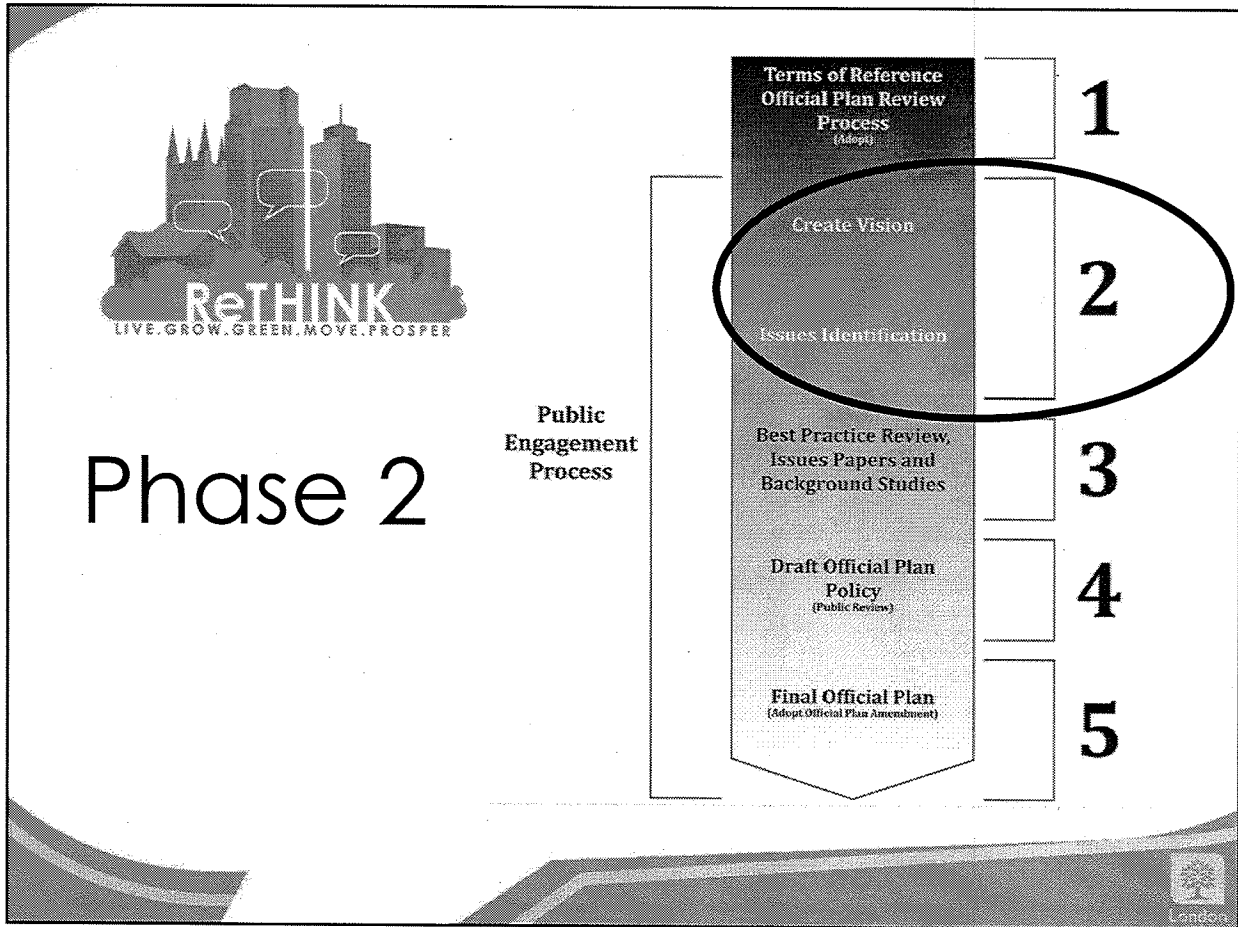 ReTHINK
LIVE.GROW.GREEN.MOVE.PROSPER
Phase 2
Public
Engagement
Process
Terms of Reference
Official Plan Review
Process
(Adopt)
1
Create Vision
Issues Identification
2
Best Practice Review,
Issues Papers and
Background Studies
3
Draft Official Plan
Policy
(Public Review)
4
Final Official Plan
(Adopt Official Plan Amendment)
5
London